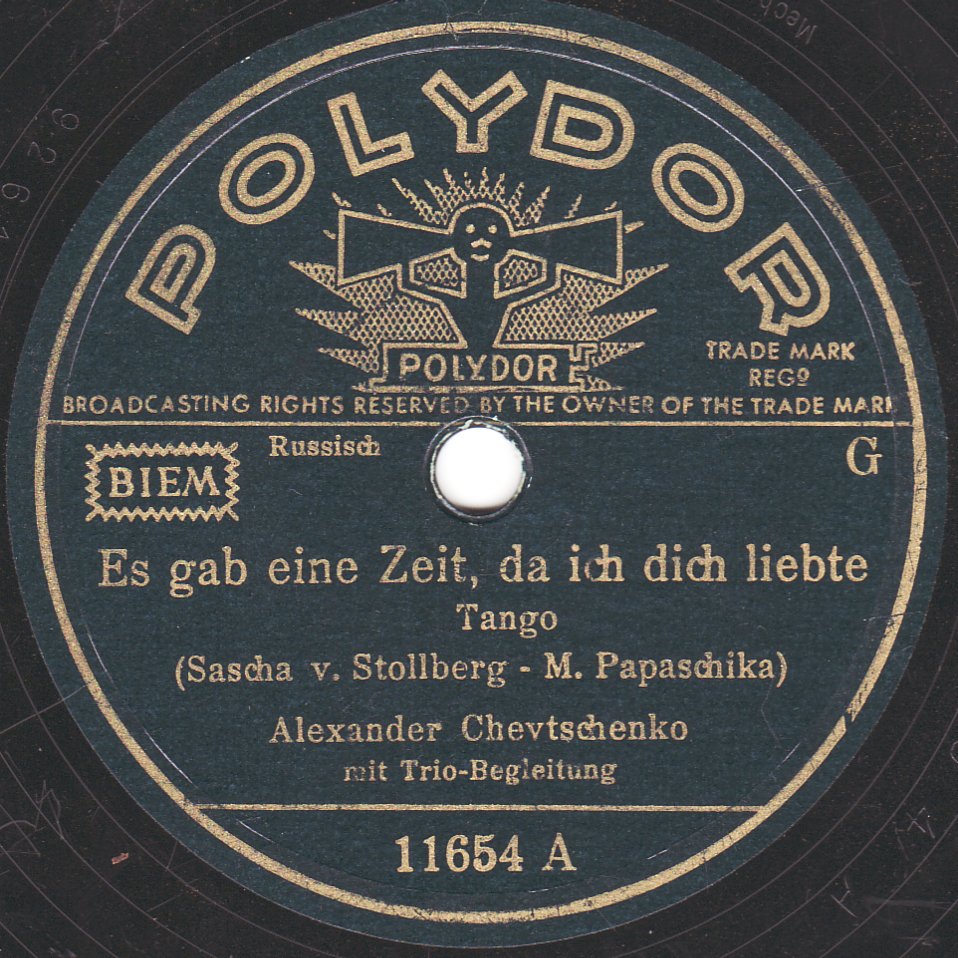 POLYDOR
POLYDOR
TRADE MARK
REGᴰ
BROADCASTING RIGHTS RESERVED BY THE OWNER OF THE TRADE MARK
BIEM
Russisch
G
Es gab eine Zeit, da ich dich liebte
Tango
(Sascha v. Stollberg - M. Papaschika)
Alexander Chevtschenko
mit Trio-Begleitung
11654 A
Mech